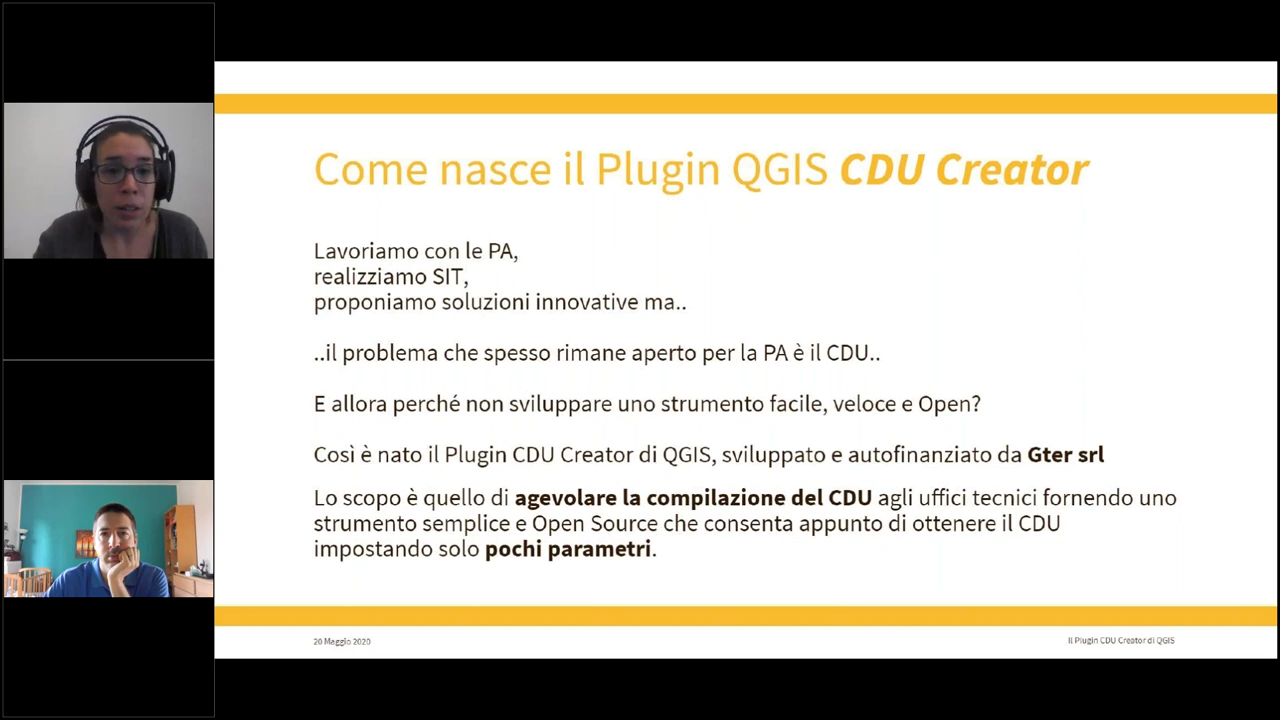 Come nasce il Plugin QGIS CDU Creator
Lavoriamo con le PA,
realizziamo SIT,
proponiamo soluzioni innovative ma..
..il problema che spesso rimane aperto per la PA è il CDU..
E allora perché non sviluppare uno strumento facile, veloce e Open?
Così è nato il Plugin CDU Creator di QGIS, sviluppato e autofinanziato da Gter srl
Lo scopo è quello di agevolare la compilazione del CDU agli uffici tecnici fornendo uno
strumento semplice e Open Source che consenta appunto di ottenere il CDU
impostando solo pochi parametri.
20 Maggio 2020
Il Plugin CDU Creator di QGIS